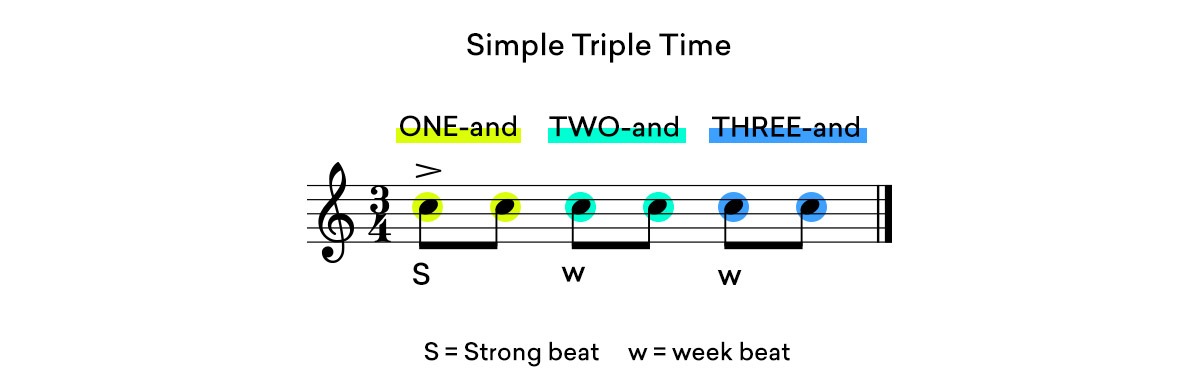 Simple Triple Time
ONE-and TWO-and THREE-and
3
4
S w w
S = Strong beat w = week beat